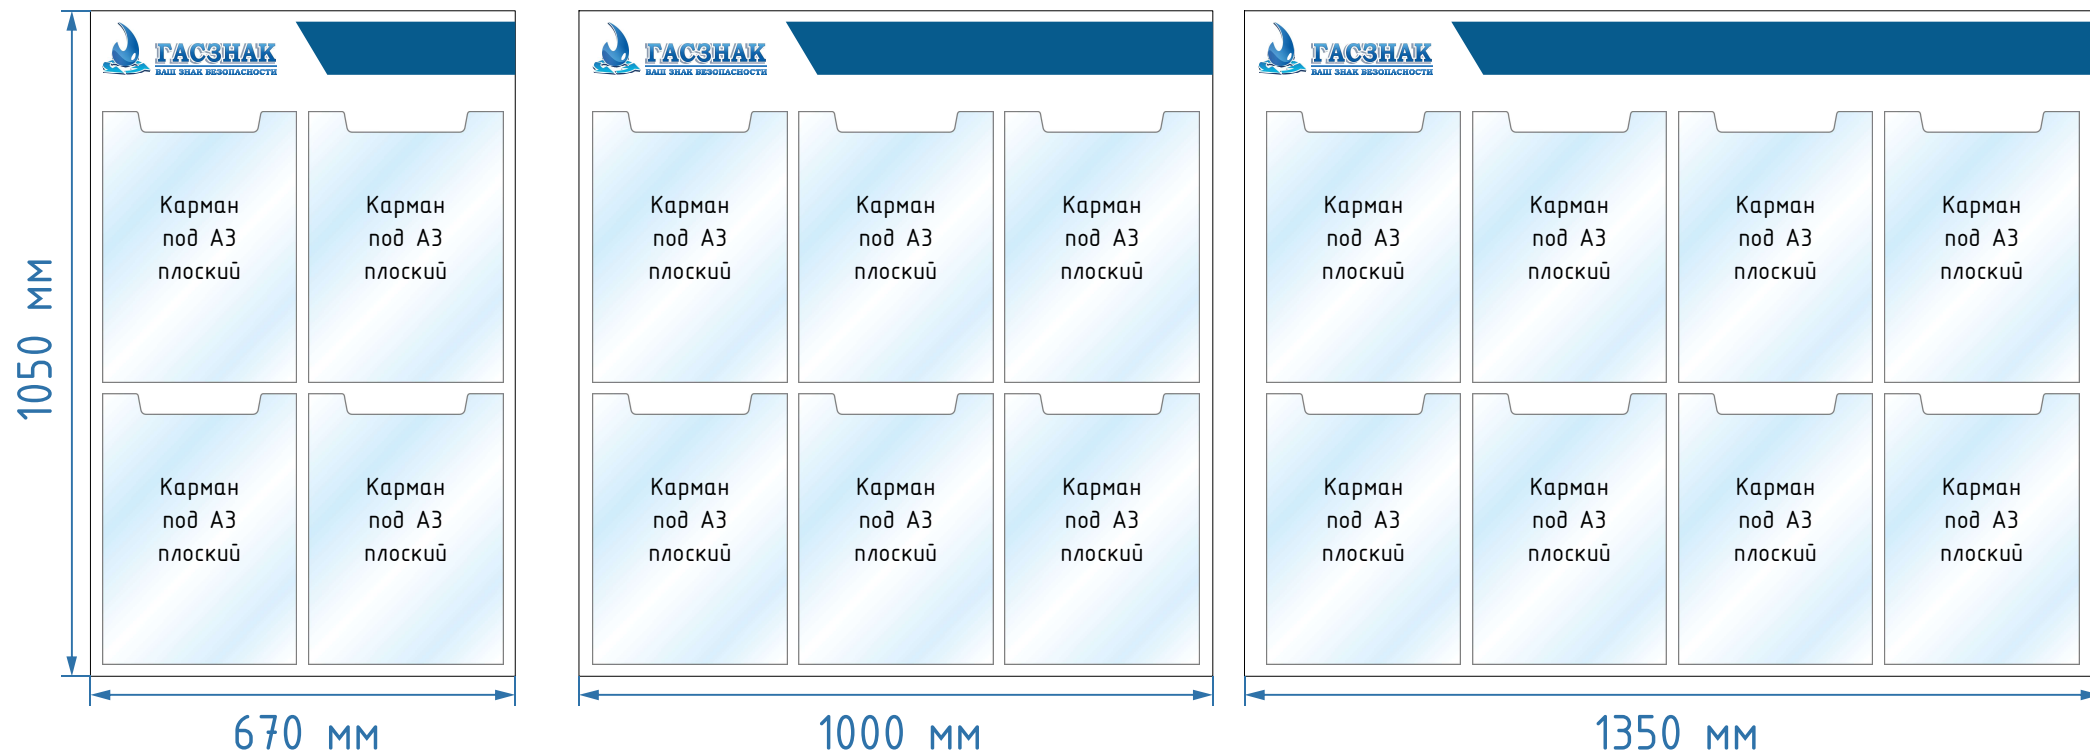 ГАСЗНАК
ВАШ ЗНАК БЕЗОПАСНОСТИ
Карман
под А3
плоский
Карман
под А3
плоский
Карман
под А3
плоский
Карман
под А3
плоский
1050 мм
670 мм
ГАСЗНАК
ВАШ ЗНАК БЕЗОПАСНОСТИ
Карман
под А3
плоский
Карман
под А3
плоский
Карман
под А3
плоский
Карман
под А3
плоский
Карман
под А3
плоский
Карман
под А3
плоский
1000 мм
ГАСЗНАК
ВАШ ЗНАК БЕЗОПАСНОСТИ
Карман
под А3
плоский
Карман
под А3
плоский
Карман
под А3
плоский
Карман
под А3
плоский
Карман
под А3
плоский
Карман
под А3
плоский
Карман
под А3
плоский
Карман
под А3
плоский
1350 мм